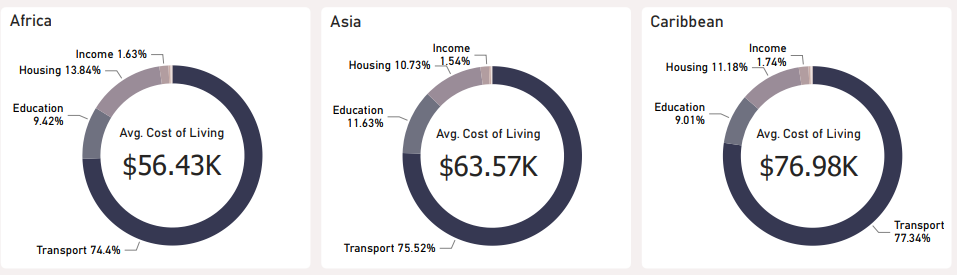 Africa
Income 1.63%
Housing 13.84%
Education
9.42%
Avg. Cost of Living
$56.43K
Transport 74.4%
Asia
Income
1.54%
Housing 10.73%
Education
11.63%
Avg. Cost of Living
$63.57K
Transport 75.52%
Caribbean
Income
1.74%
Housing 11.18%
Education
9.01%
Avg. Cost of Living
$76.98K
Transport
77.34%